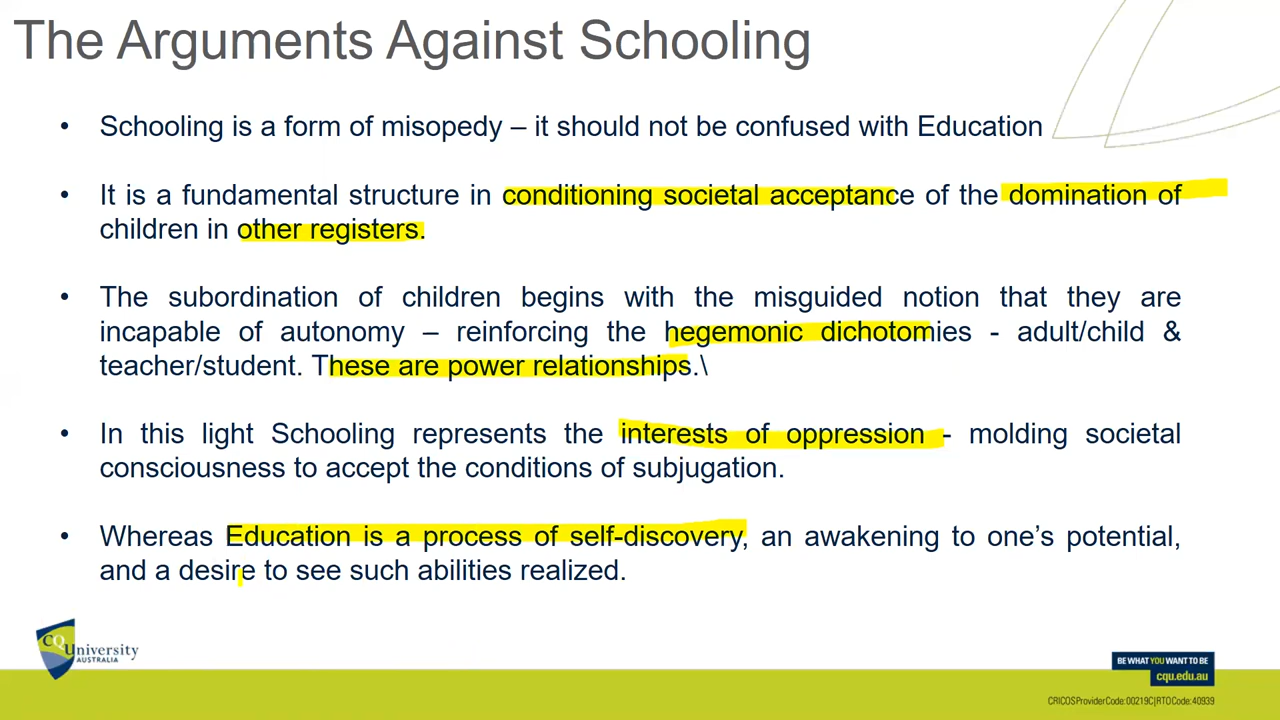 The Arguments Against Schooling
• Schooling is a form of misopedy – it should not be confused with Education
• It is a fundamental structure in conditioning societal acceptance of the domination of
children in other registers.
• The subordination of children begins with the misguided notion that they are
incapable of autonomy – reinforcing the hegemonic dichotomies - adult/child &
teacher/student. These are power relationships.\
• In this light Schooling represents the interests of oppression - molding societal
consciousness to accept the conditions of subjugation.
• Whereas Education is a process of self-discovery, an awakening to one’s potential,
and a desire to see such abilities realized.
CQUniversity
AUSTRALIA
BE WHAT YOU WANT TO BE
cqu.edu.au
CRICOSProviderCode:00219C|RTOCode:40939